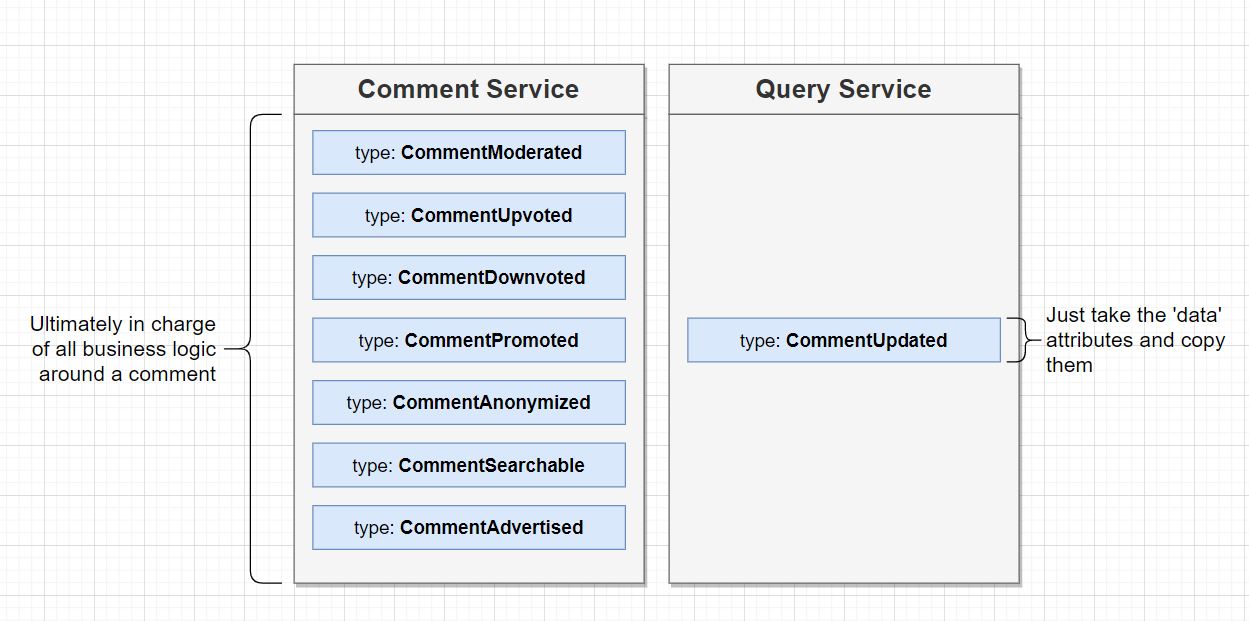 Comment Service
Query Service
type: CommentModerated
type: CommentUpvoted
type: CommentDownvoted
type: CommentPromoted
type: CommentAnonymized
type: CommentSearchable
type: CommentAdvertised
Ultimately in charge
of all business logic
around a comment
type: CommentUpdated
Just take the 'data'
attributes and copy
them